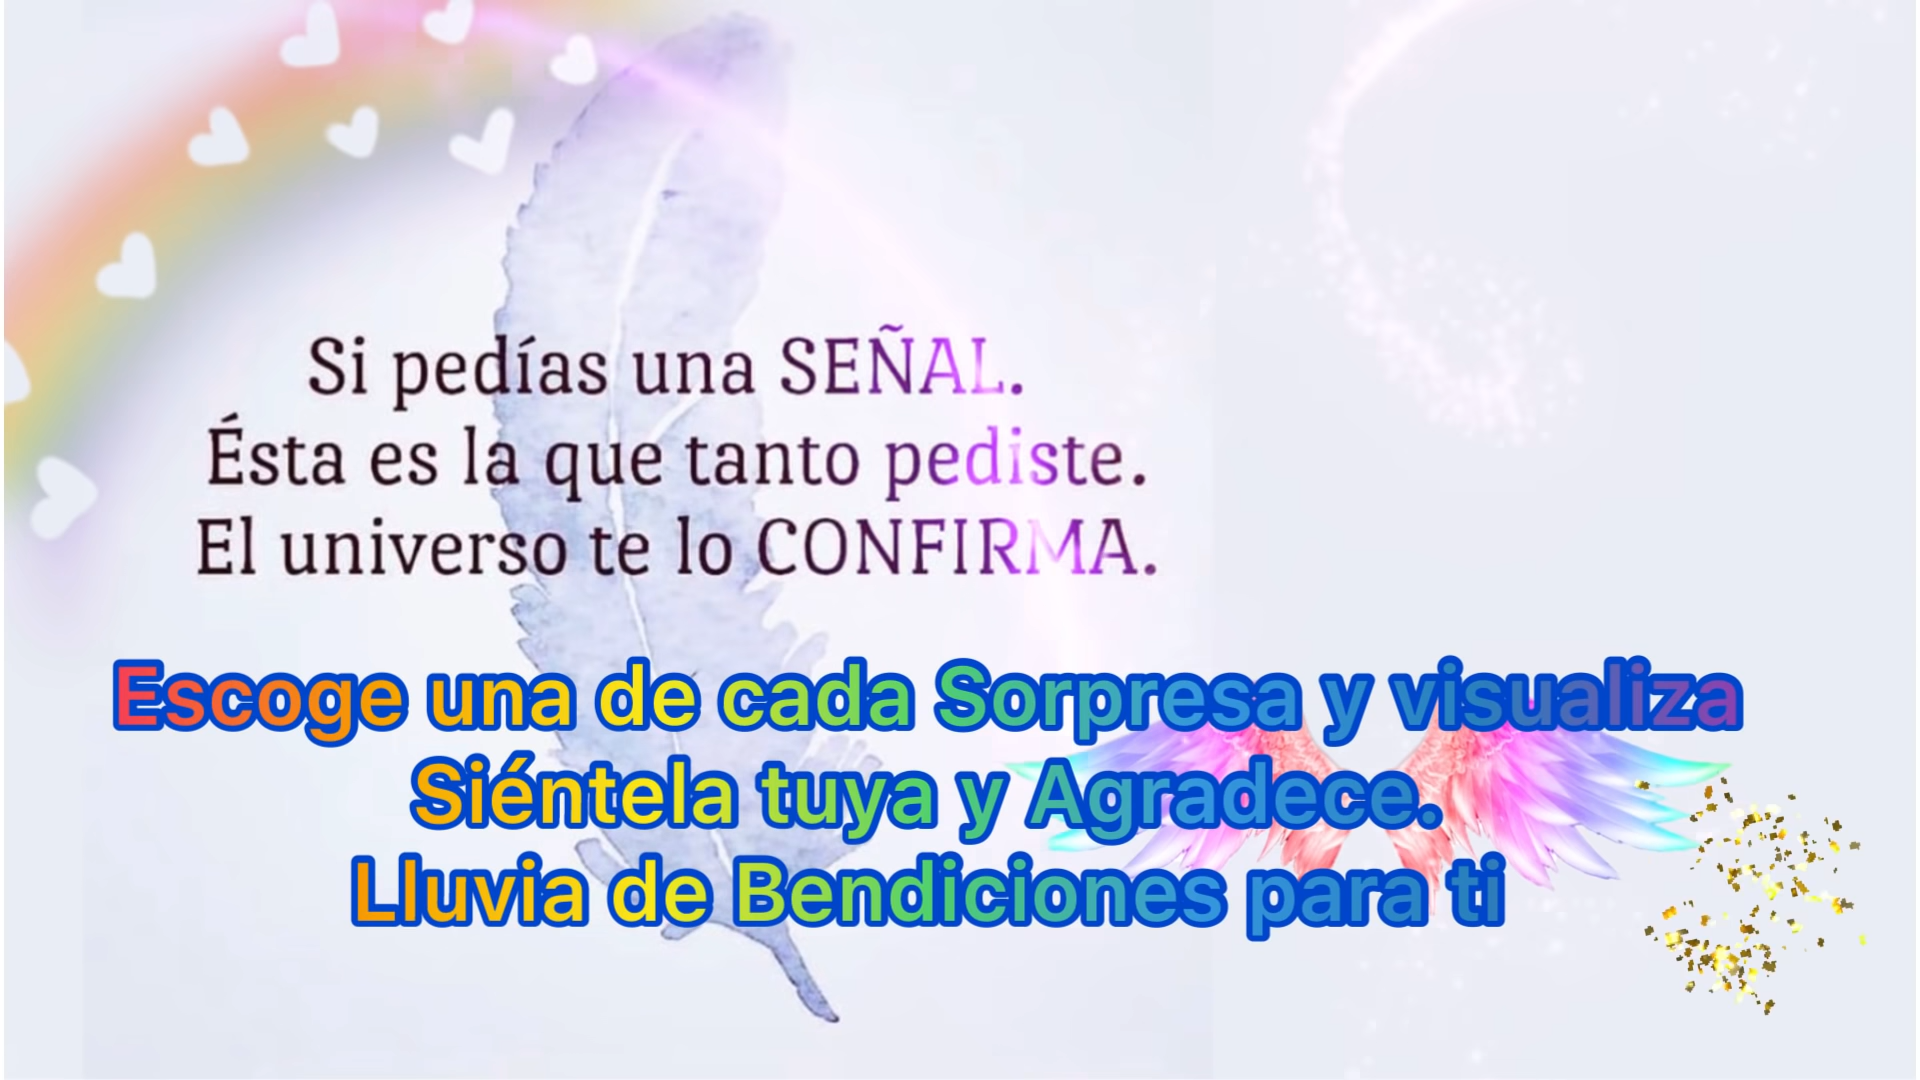 Si pedías una SEÑAL.
Ésta es la que tanto pediste.
El universo te lo CONFIRMA.
Escoge una de cada Sorpresa y visualiza
Siéntela tuya y Agradece.
Lluvia de Bendiciones para ti